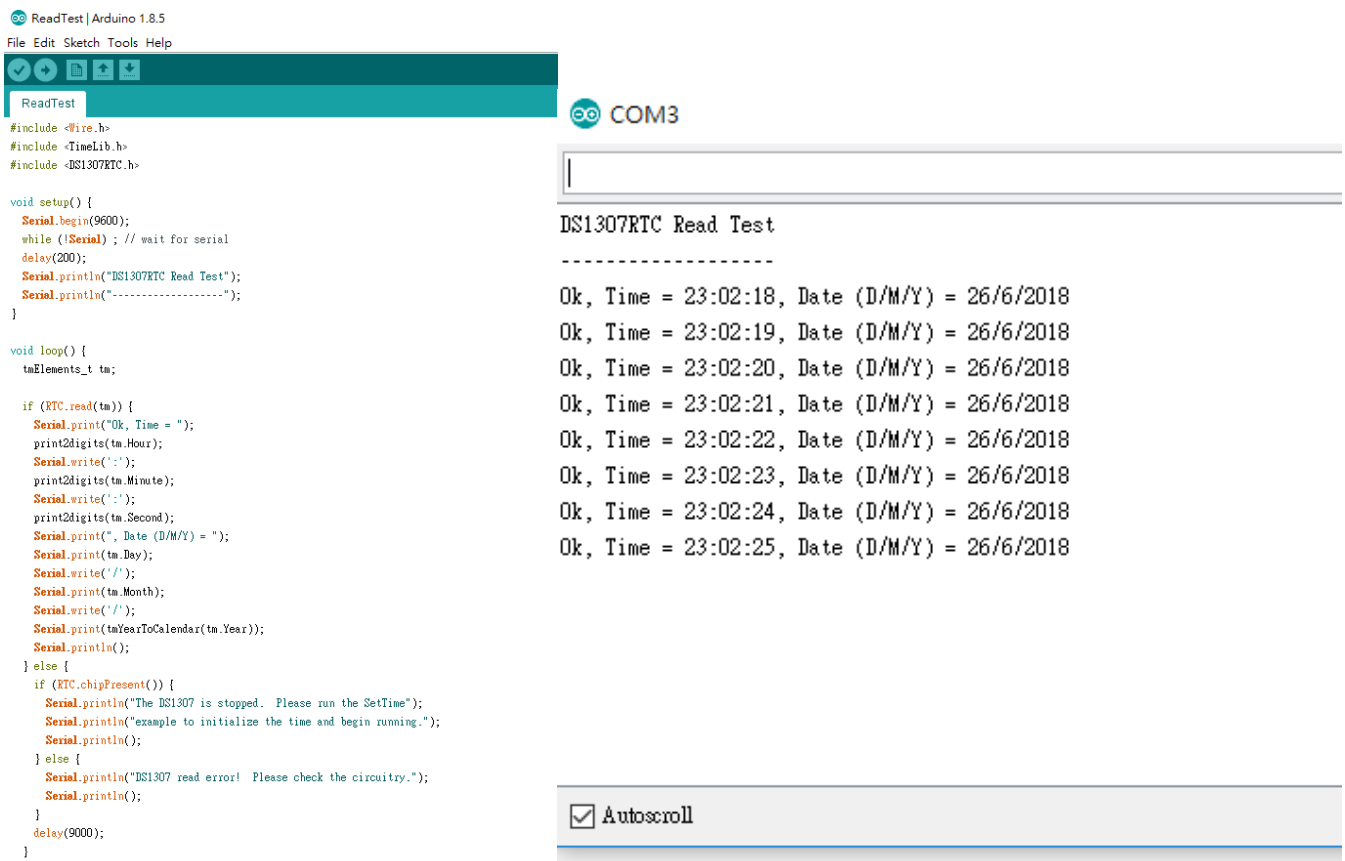 ReadTest | Arduino 1.8.5
File Edit Sketch Tools Help
ReadTest
#include <Wire.h>
#include <TimeLib.h>
#include <DS1307RTC.h>
void setup() {
  Serial.begin(9600);
  while (!Serial) ; // wait for serial
  delay(200);
  Serial.println("DS1307RTC Read Test");
  Serial.println("-------------------");
}
void loop() {
  tmElements_t tm;
  if (RTC.read(tm)) {
    Serial.print("Ok, Time = ");
    print2digits(tm.Hour);
    Serial.write(':');
    print2digits(tm.Minute);
    Serial.write(':');
    print2digits(tm.Second);
    Serial.print(", Date (D/M/Y) = ");
    Serial.print(tm.Day);
    Serial.write('/');
    Serial.print(tm.Month);
    Serial.write('/');
    Serial.print(tmYearToCalendar(tm.Year));
    Serial.println();
  } else {
    if (RTC.chipPresent()) {
      Serial.println("The DS1307 is stopped.  Please run the SetTime");
      Serial.println("example to initialize the time and begin running.");
      Serial.println();
    } else {
      Serial.println("DS1307 read error!  Please check the circuitry.");
      Serial.println();
    }
    delay(9000);
  }
COM3
DS1307RTC Read Test
-------------------
Ok, Time = 23:02:18, Date (D/M/Y) = 26/6/2018
Ok, Time = 23:02:19, Date (D/M/Y) = 26/6/2018
Ok, Time = 23:02:20, Date (D/M/Y) = 26/6/2018
Ok, Time = 23:02:21, Date (D/M/Y) = 26/6/2018
Ok, Time = 23:02:22, Date (D/M/Y) = 26/6/2018
Ok, Time = 23:02:23, Date (D/M/Y) = 26/6/2018
Ok, Time = 23:02:24, Date (D/M/Y) = 26/6/2018
Ok, Time = 23:02:25, Date (D/M/Y) = 26/6/2018
Autoscroll